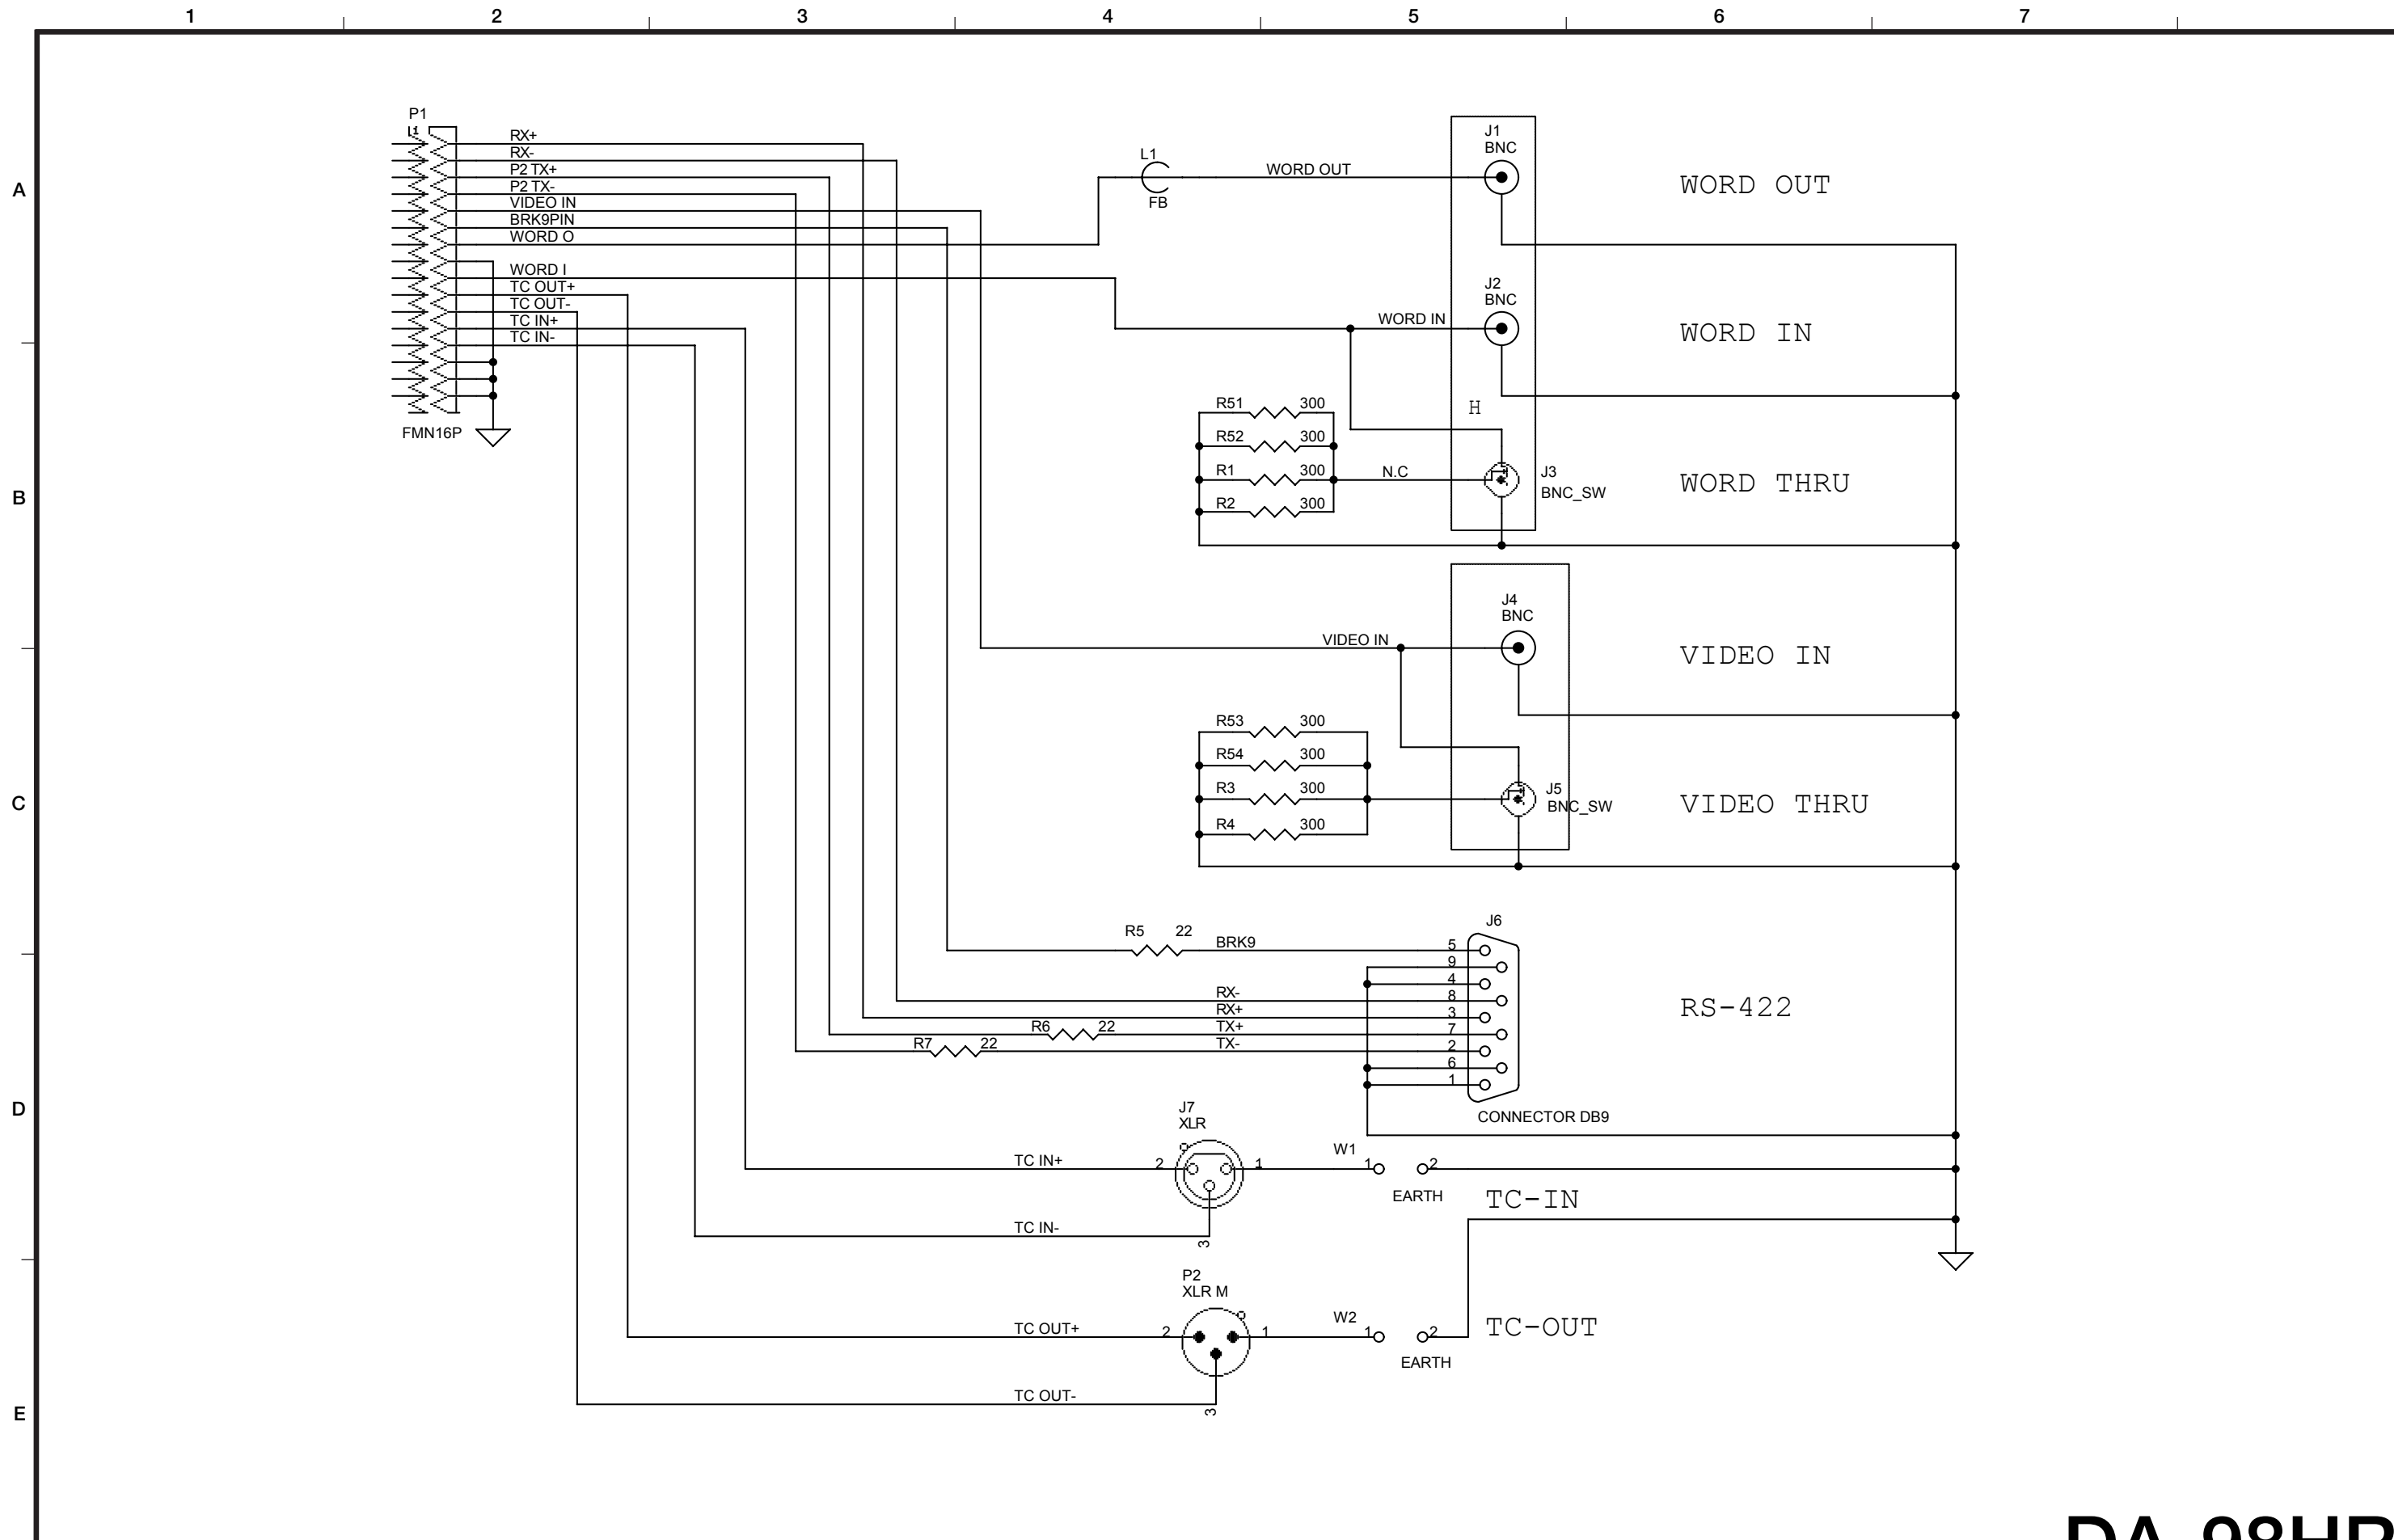 1 2 3 4 5 6 7
A
B
C
D
E
P1
1
RX+
RX-
P2 TX+
P2 TX-
VIDEO IN
BRK9PIN
WORD O
WORD I
TC OUT+
TC OUT-
TC IN+
TC IN-
FMN16P
L1
FB
WORD OUT
J1
BNC
WORD OUT
J2
BNC
WORD IN
WORD IN
H
R51 300
R52 300
R1 300
R2 300
N.C
J3
BNC_SW
WORD THRU
J4
BNC
VIDEO IN
VIDEO IN
R53 300
R54 300
R3 300
R4 300
J5
BNC_SW
VIDEO THRU
J6
R5 22 BRK9 5
9
4
RX- 8
RX+ 3
R6 22 TX+ 7
R7 22 TX- 2
6
1
RS-422
CONNECTOR DB9
J7
XLR
TC IN+ 2 1
W1
1 2
EARTH
TC-IN
TC IN-
3
P2
XLR M
TC OUT+ 2 1
W2
1 2
EARTH
TC-OUT
TC OUT-
3